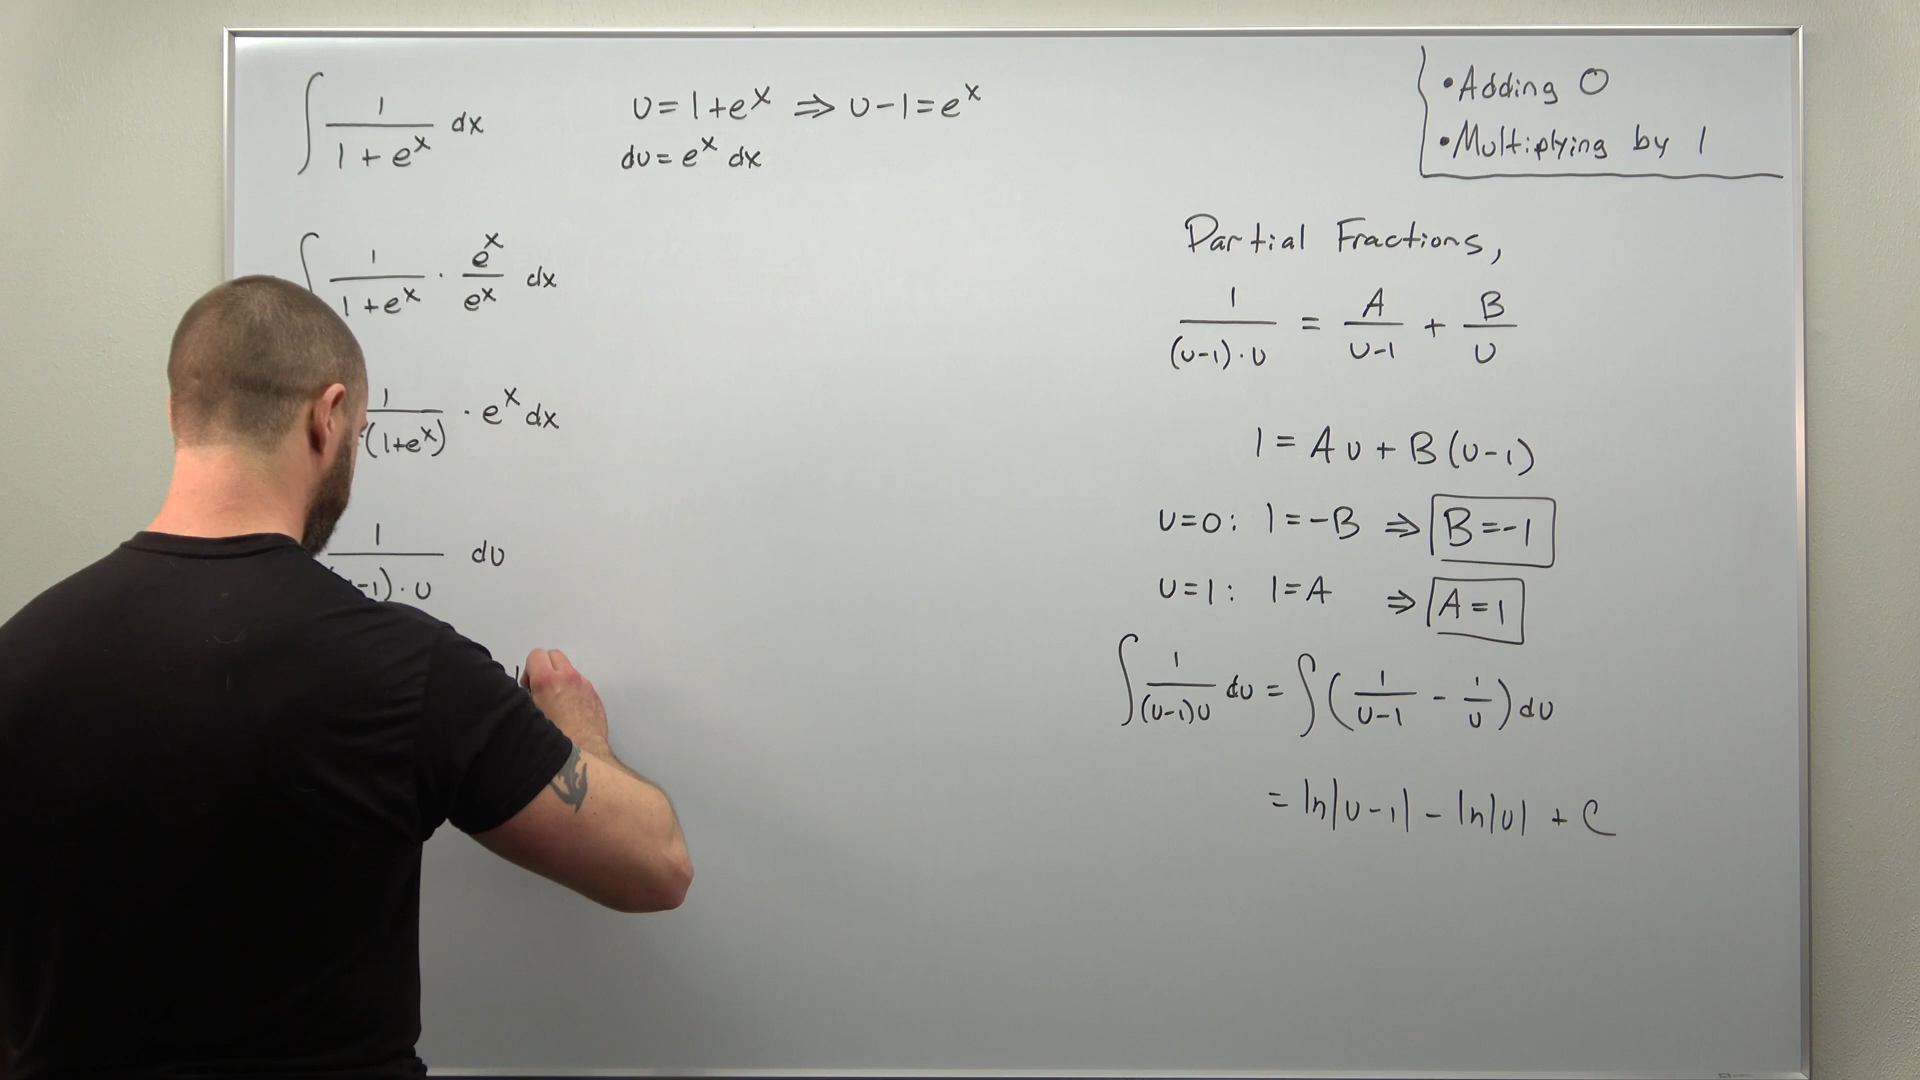 ∫ 1/(1 + e^x) dx
u = 1 + e^x ⇒ u - 1 = e^x
du = e^x dx
∫ 1/(1 + e^x) · e^x/e^x dx
1/(1+e^x) · e^x dx
1/(-1) · u du
• Adding 0
• Multiplying by 1
Partial Fractions,
1/((u-1) · u) = A/(u-1) + B/u
1 = Au + B(u-1)
u=0: 1=-B ⇒ B=-1
u=1: 1=A ⇒ A=1
∫ 1/((u-1)u) du = ∫ (1/(u-1) - 1/u) du
= ln|u-1| - ln|u| + C